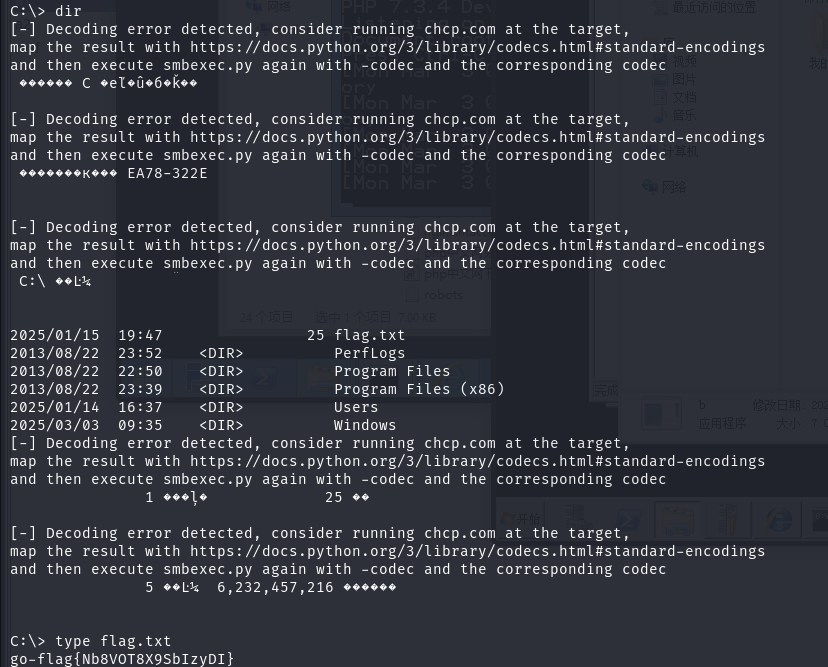 C:\> dir
[-] Decoding error detected, consider running chcp.com at the target,
map the result with https://docs.python.org/3/library/codecs.html#standard-encodings
and then execute smbexec.py again with -codec and the corresponding codec
������ C �
[-] Decoding error detected, consider running chcp.com at the target,
map the result with https://docs.python.org/3/library/codecs.html#standard-encodings
and then execute smbexec.py again with -codec and the corresponding codec
EA78-322E
[-] Decoding error detected, consider running chcp.com at the target,
map the result with https://docs.python.org/3/library/codecs.html#standard-encodings
and then execute smbexec.py again with -codec and the corresponding codec
C:\ ��Ŀ¼
2025/01/15  19:47                25 flag.txt
2013/08/22  23:52    <DIR>          PerfLogs
2013/08/22  22:50    <DIR>          Program Files
2013/08/22  23:39    <DIR>          Program Files (x86)
2025/01/14  16:37    <DIR>          Users
2025/03/03  09:35    <DIR>          Windows
[-] Decoding error detected, consider running chcp.com at the target,
map the result with https://docs.python.org/3/library/codecs.html#standard-encodings
and then execute smbexec.py again with -codec and the corresponding codec
1 ���ļ� 25 ��
[-] Decoding error detected, consider running chcp.com at the target,
map the result with https://docs.python.org/3/library/codecs.html#standard-encodings
and then execute smbexec.py again with -codec and the corresponding codec
5 ��Ŀ¼  6,232,457,216 ������
C:\> type flag.txt
go-flag{Nb8VOT8X9SbIzyDI}